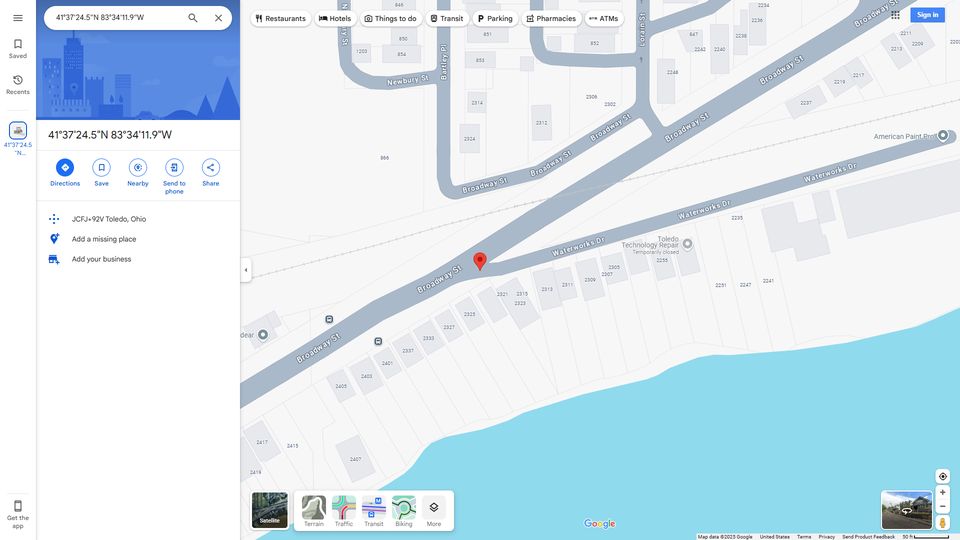 41°37'24.5"N 83°34'11.9"W
Restaurants
Hotels
Things to do
Transit
Parking
Pharmacies
ATMs
Sign in
Saved
Recents
41°37'24.5
"N...
Get the
app
41°37'24.5"N 83°34'11.9"W
Directions
Save
Nearby
Send to
phone
Share
JCFJ+92V Toledo, Ohio
Add a missing place
Add your business
846
851
850
1203
854
853
852
847
2242
2240
2238
2236
2234
2248
2211
2209
2213
2219
2217
2237
Newbury St
Bartley Pl
Lorain St
Broadway St
Broadway St
Broadway St
Broadway St
Broadway St
Broadway St
Broadway St
Broadway St
Broadway St
2314
2312
2306
2302
2324
866
American Paint Pro
Waterworks Dr
Waterworks Dr
Waterworks Dr
2235
Toledo
Technology Repair
Temporarily closed
2255
2305
2307
2309
2311
2313
2315
2321
2323
2325
2327
2333
2337
2401
2403
2405
2251
2247
2241
dear
2417
2415
2407
2419
Satellite
Terrain
Traffic
Transit
Biking
More
Google
Map data ©2025 Google
United States
Terms
Privacy
Send Product Feedback
50 ft